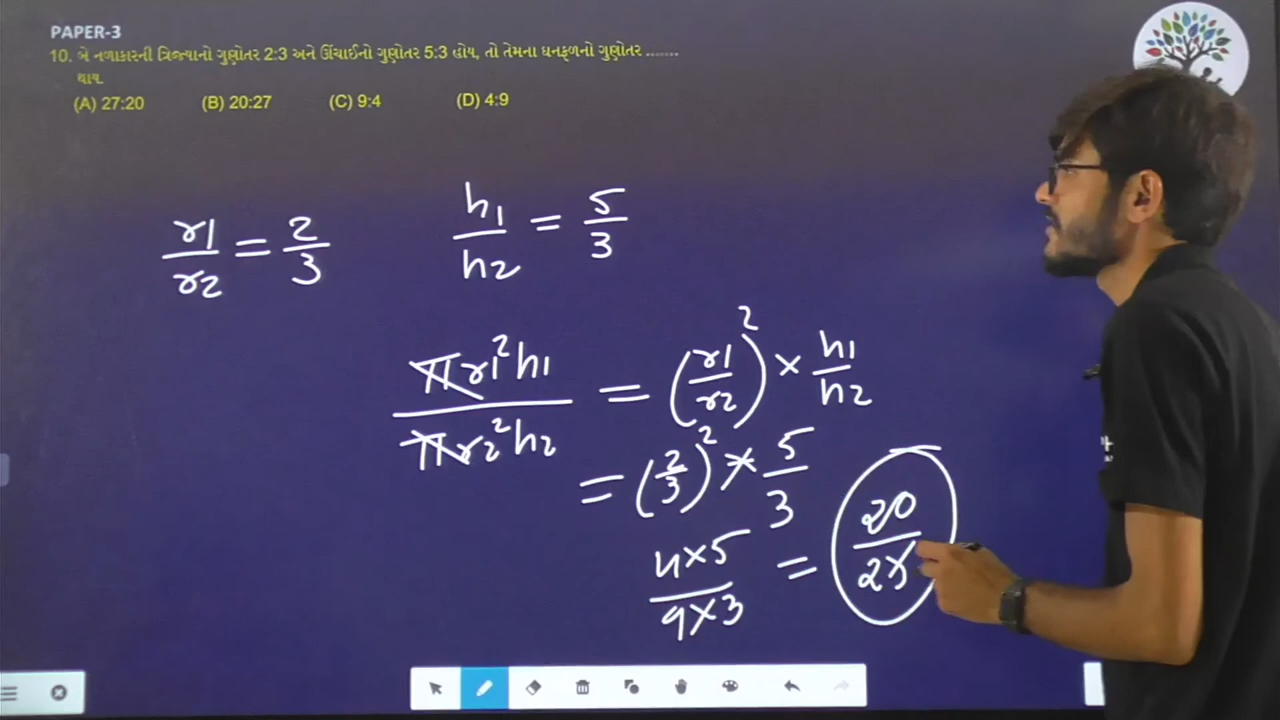 PAPER-3
10. બે નળાકારની ત્રિજ્યાનો ગુણોતર 2:3 અને ઊંચાઈનો ગુણોતર 5:3 હોય, તો તેમના ઘનફળનો ગુણોતર .......
થાય.
(A) 27:20 (B) 20:27 (C) 9:4 (D) 4:9
r1/r2 = 2/3 h1/h2 = 5/3
πr1²h1/πr2²h2 = (r1/r2)² × h1/h2
= (2/3)² × 5/3
4×5/9×3 = 20/27